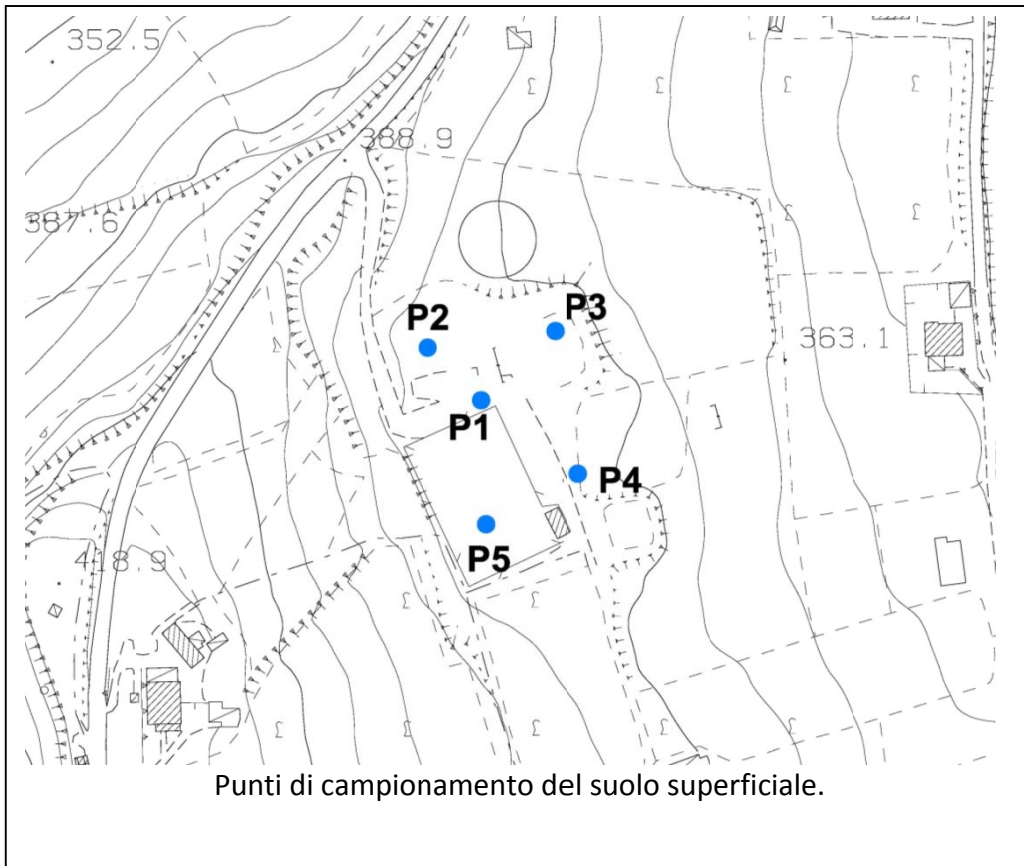 352.5
388.9
387.6
P2
P3
363.1
P1
P4
P5
418.9
Punti di campionamento del suolo superficiale.